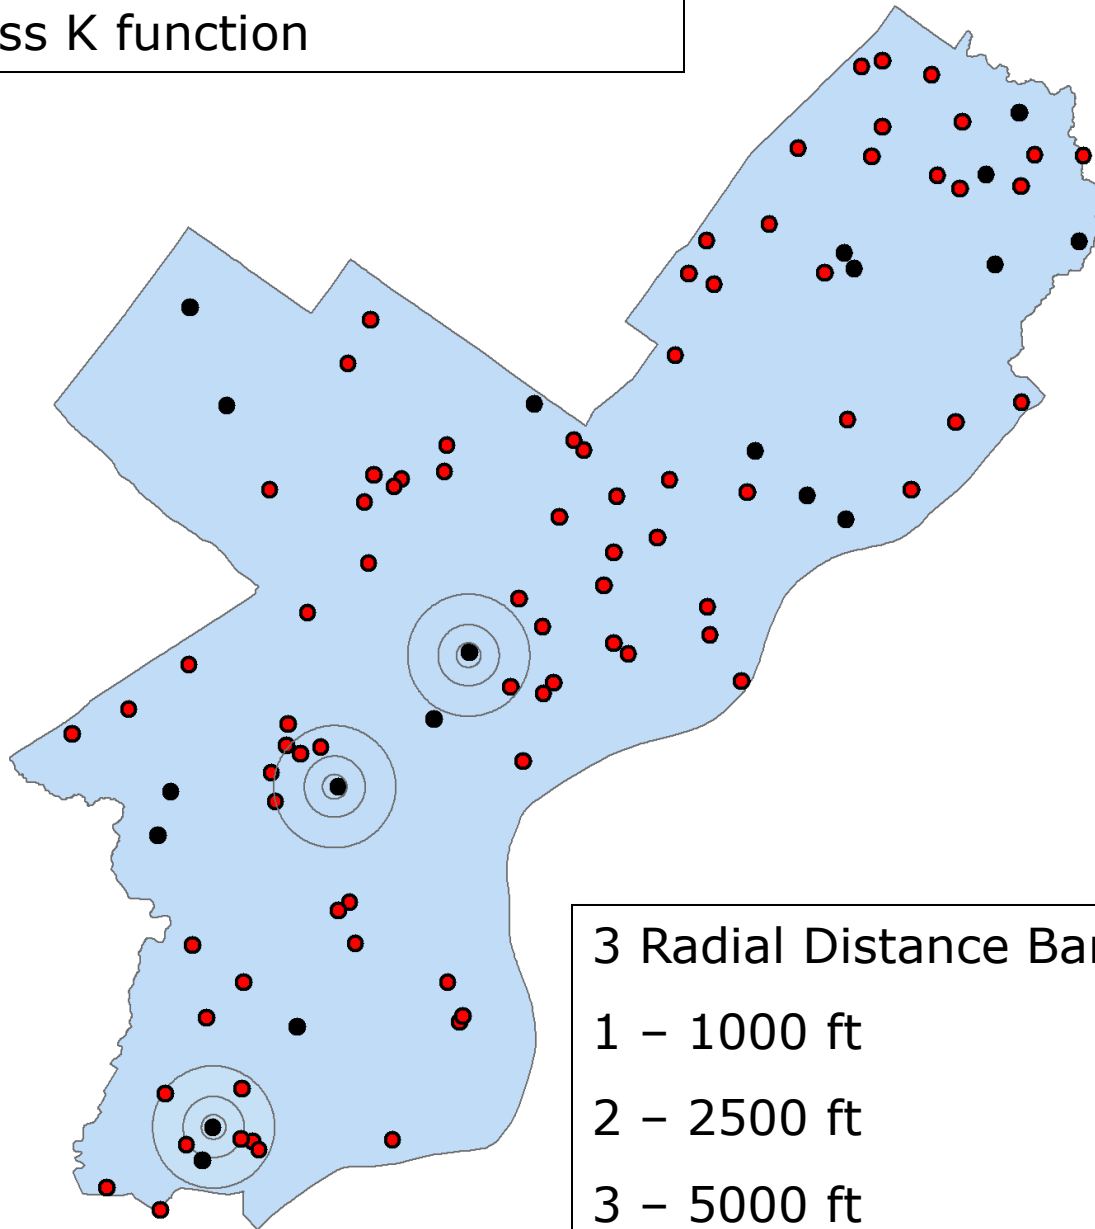 ss K function
3 Radial Distance Ba
1 – 1000 ft
2 – 2500 ft
3 – 5000 ft